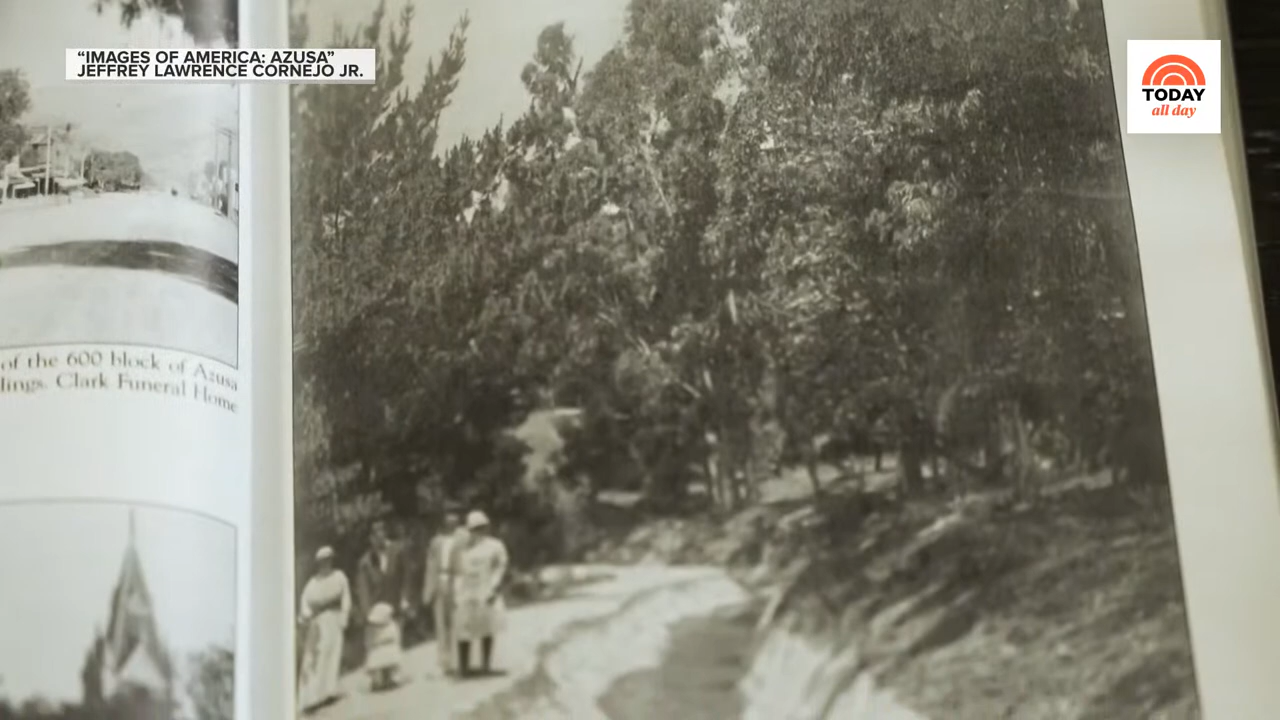 “IMAGES OF AMERICA: AZUSA”
JEFFREY LAWRENCE CORNEJO JR.
TODAY
all day
of the 600 block of Azusa
lings. Clark Funeral Home